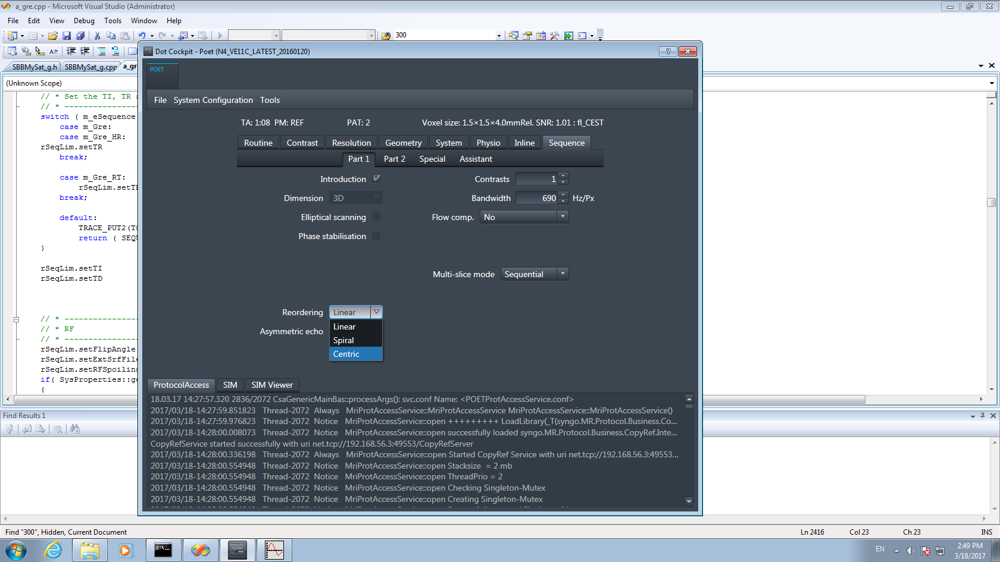 a_gre.cpp - Microsoft Visual Studio (Administrator)
File Edit View Debug Tools Window Help
300
Dot Cockpit - Poet (N4_VE11C_LATEST_20160120)
SBBMySat_g.h SBBMySat_g.cpp a_gr
POET
(Unknown Scope)
File System Configuration Tools
// * Set the TI, TR
// * ----------------
switch ( m_eSequence
case m_Gre:
case m_Gre_HR:
rSeqLim.setTR
break;
case m_Gre_RT:
rSeqLim.setT
break;
default:
TRACE_PUT2(TC
return ( SEQU
}
rSeqLim.setTI
rSeqLim.setTD
// * ----------------
// * RF
// * ----------------
rSeqLim.setFlipAngle
rSeqLim.setExtSrfFile
rSeqLim.setRFSpoiling
if( SysProperties::ge
{
TA: 1:08 PM: REF PAT: 2 Voxel size: 1.5×1.5×4.0mmRel. SNR: 1.01 : fl_CEST
Routine Contrast Resolution Geometry System Physio Inline Sequence
Part 1 Part 2 Special Assistant
Introduction Contrasts 1
Dimension 3D Bandwidth 690 Hz/Px
Elliptical scanning Flow comp. No
Phase stabilisation
Multi-slice mode Sequential
Reordering Linear
Linear
Asymmetric echo
Spiral
Centric
ProtocolAccess SIM SIM Viewer
18.03.17 14:27:57.320 2836/2072 CsaGenericMainBas::processArgs(): svc.conf Name: <POETProtAccessService.conf>
2017/03/18-14:27:59.851823 Thread-2072 Always MriProtAccessService::MriProtAccessService MriProtAccessService::MriProtAccessService()
2017/03/18-14:27:59.976823 Thread-2072 Notice MriProtAccessService::open +++++++++ LoadLibrary(_T(syngo.MR.Protocol.Business.Co...
2017/03/18-14:28:00.008073 Thread-2072 Notice MriProtAccessService::open successfully loaded syngo.MR.Protocol.Business.CopyRef.Inte...
CopyRefService started successfully with uri net.tcp://192.168.56.3:49553/CopyRefServer
2017/03/18-14:28:00.336198 Thread-2072 Always MriProtAccessService::open Started CopyRef Service with uri net.tcp://192.168.56.3:49553...
2017/03/18-14:28:00.554948 Thread-2072 Notice MriProtAccessService::open Stacksize = 2 mb
2017/03/18-14:28:00.554948 Thread-2072 Notice MriProtAccessService::open ThreadPrio = 2
2017/03/18-14:28:00.554948 Thread-2072 Notice MriProtAccessService::open Checking Singleton-Mutex
2017/03/18-14:28:00.554948 Thread-2072 Notice MriProtAccessService::open Creating Singleton-Mutex
Find Results 1
Find "300", Hidden, Current Document Ln 2416 Col 23 Ch 23 INS
EN 2:49 PM
3/18/2017